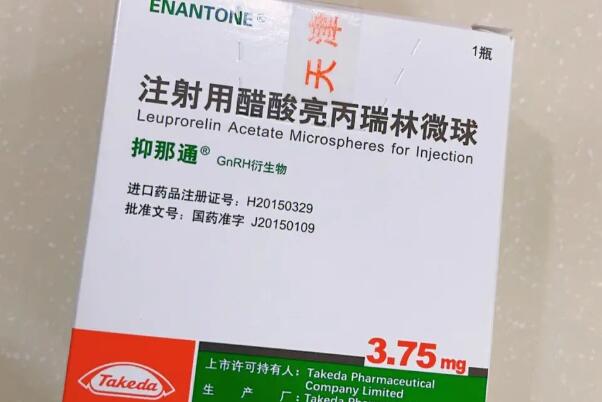 ENANTONE®
天津
1瓶
注射用醋酸亮丙瑞林微球
Leuprorelin Acetate Microspheres for Injection
抑那通® GnRH衍生物
进口药品注册证号：H20150329
批准文号：国药准字 J20150109
3.75 mg
Takeda
上市许可持有人：Takeda Pharmaceutical
Company Limited
生 产 厂：Takeda